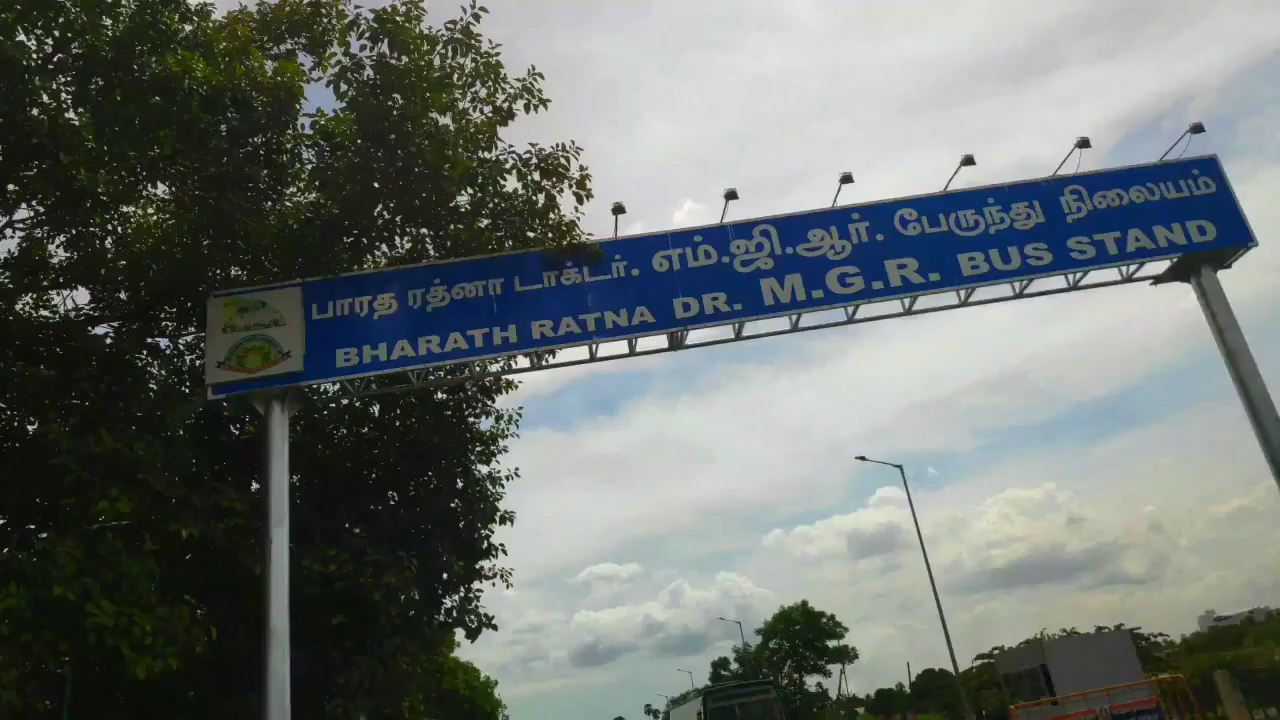 பாரத ரத்னா டாக்டர். எம்.ஜி.ஆர். பேருந்து நிலையம்
BHARATH RATNA DR. M.G.R. BUS STAND